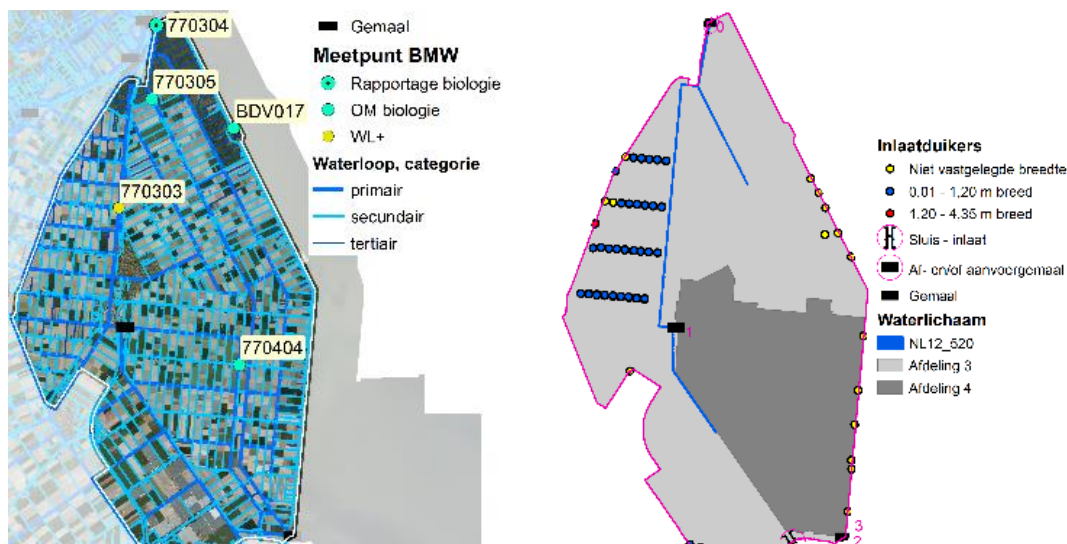 770304
770305
BDV017
770303
770404
Gemaal
Meetpunt BMW
Rapportage biologie
OM biologie
WL+
Waterloop, categorie
primair
secundair
tertiair
1
3
2
Inlaatduikers
Niet vastgelegde breedte
0.01 - 1,20 m breed
1.20 - 4.35 m breed
Sluis - inlaat
Af- en/of aanvoergemaal
Gemaal
Waterlichaam
NL12_520
Afdeling 3
Afdeling 4